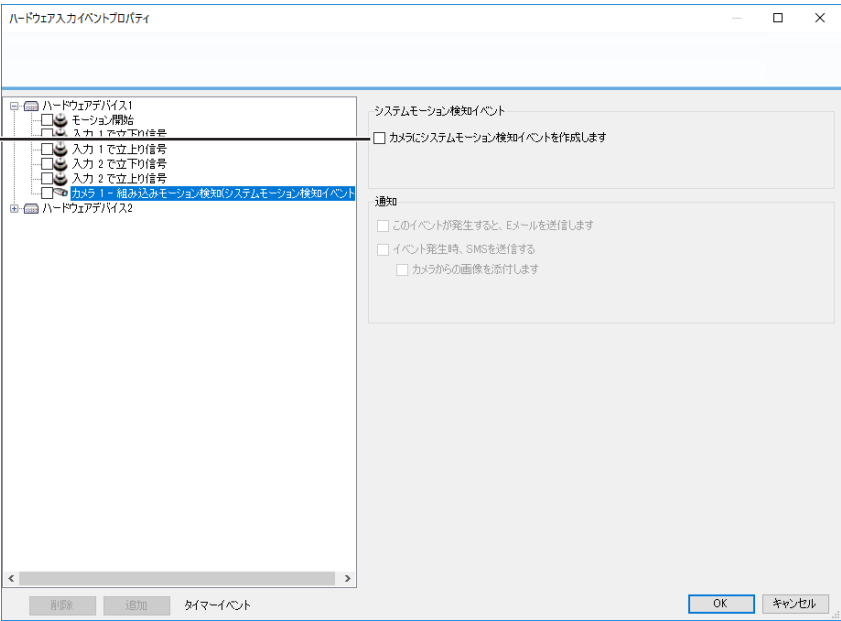 ハードウェア入力イベントプロパティ
ハードウェアデバイス1
モーション開始
入力 1 で立下り信号
入力 1 で立上り信号
入力 2 で立下り信号
入力 2 で立上り信号
カメラ 1 - 組み込みモーション検知(システムモーション検知イベント
ハードウェアデバイス2
システムモーション検知イベント
カメラにシステムモーション検知イベントを作成します
通知
このイベントが発生すると、Eメールを送信します
イベント発生時、SMSを送信する
カメラからの画像を添付します
削除
追加
タイマーイベント
OK
キャンセル